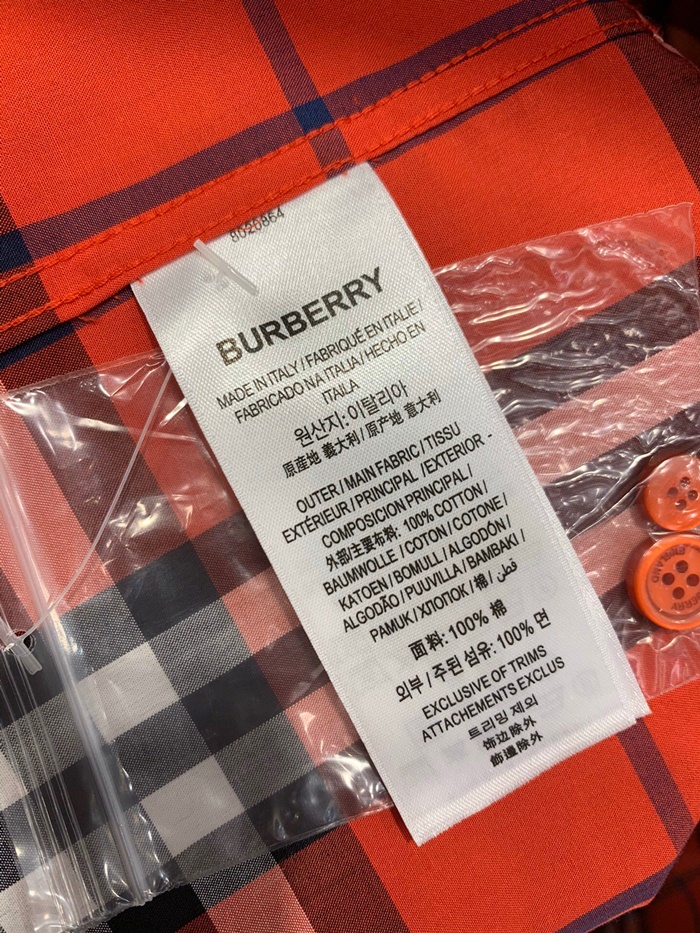 8020864
BURBERRY
MADE IN ITALY / FABRIQUÉ EN ITALIE /
FABRICADO NA ITALIA / HECHO EN
ITAILA
원산지: 이탈리아
原産地 義大利 / 原产地 意大利
OUTER / MAIN FABRIC / TISSU
EXTÉRIEUR / PRINCIPAL /EXTERIOR -
COMPOSICION PRINCIPAL /
外部/主要布料: 100% COTTON /
BAUMWOLLE / COTON / COTONE /
KATOEN / BOMULL / ALGODÓN /
ALGODÃO / PUUVILLA / BAMBAKI /
PAMUK / ХЛОПОК / 棉 / قطن
面料: 100% 棉
외부 / 주된 섬유: 100% 면
EXCLUSIVE OF TRIMS
ATTACHEMENTS EXCLUS
트리밍 제외
饰边除外
飾邊除外
ENGLAND